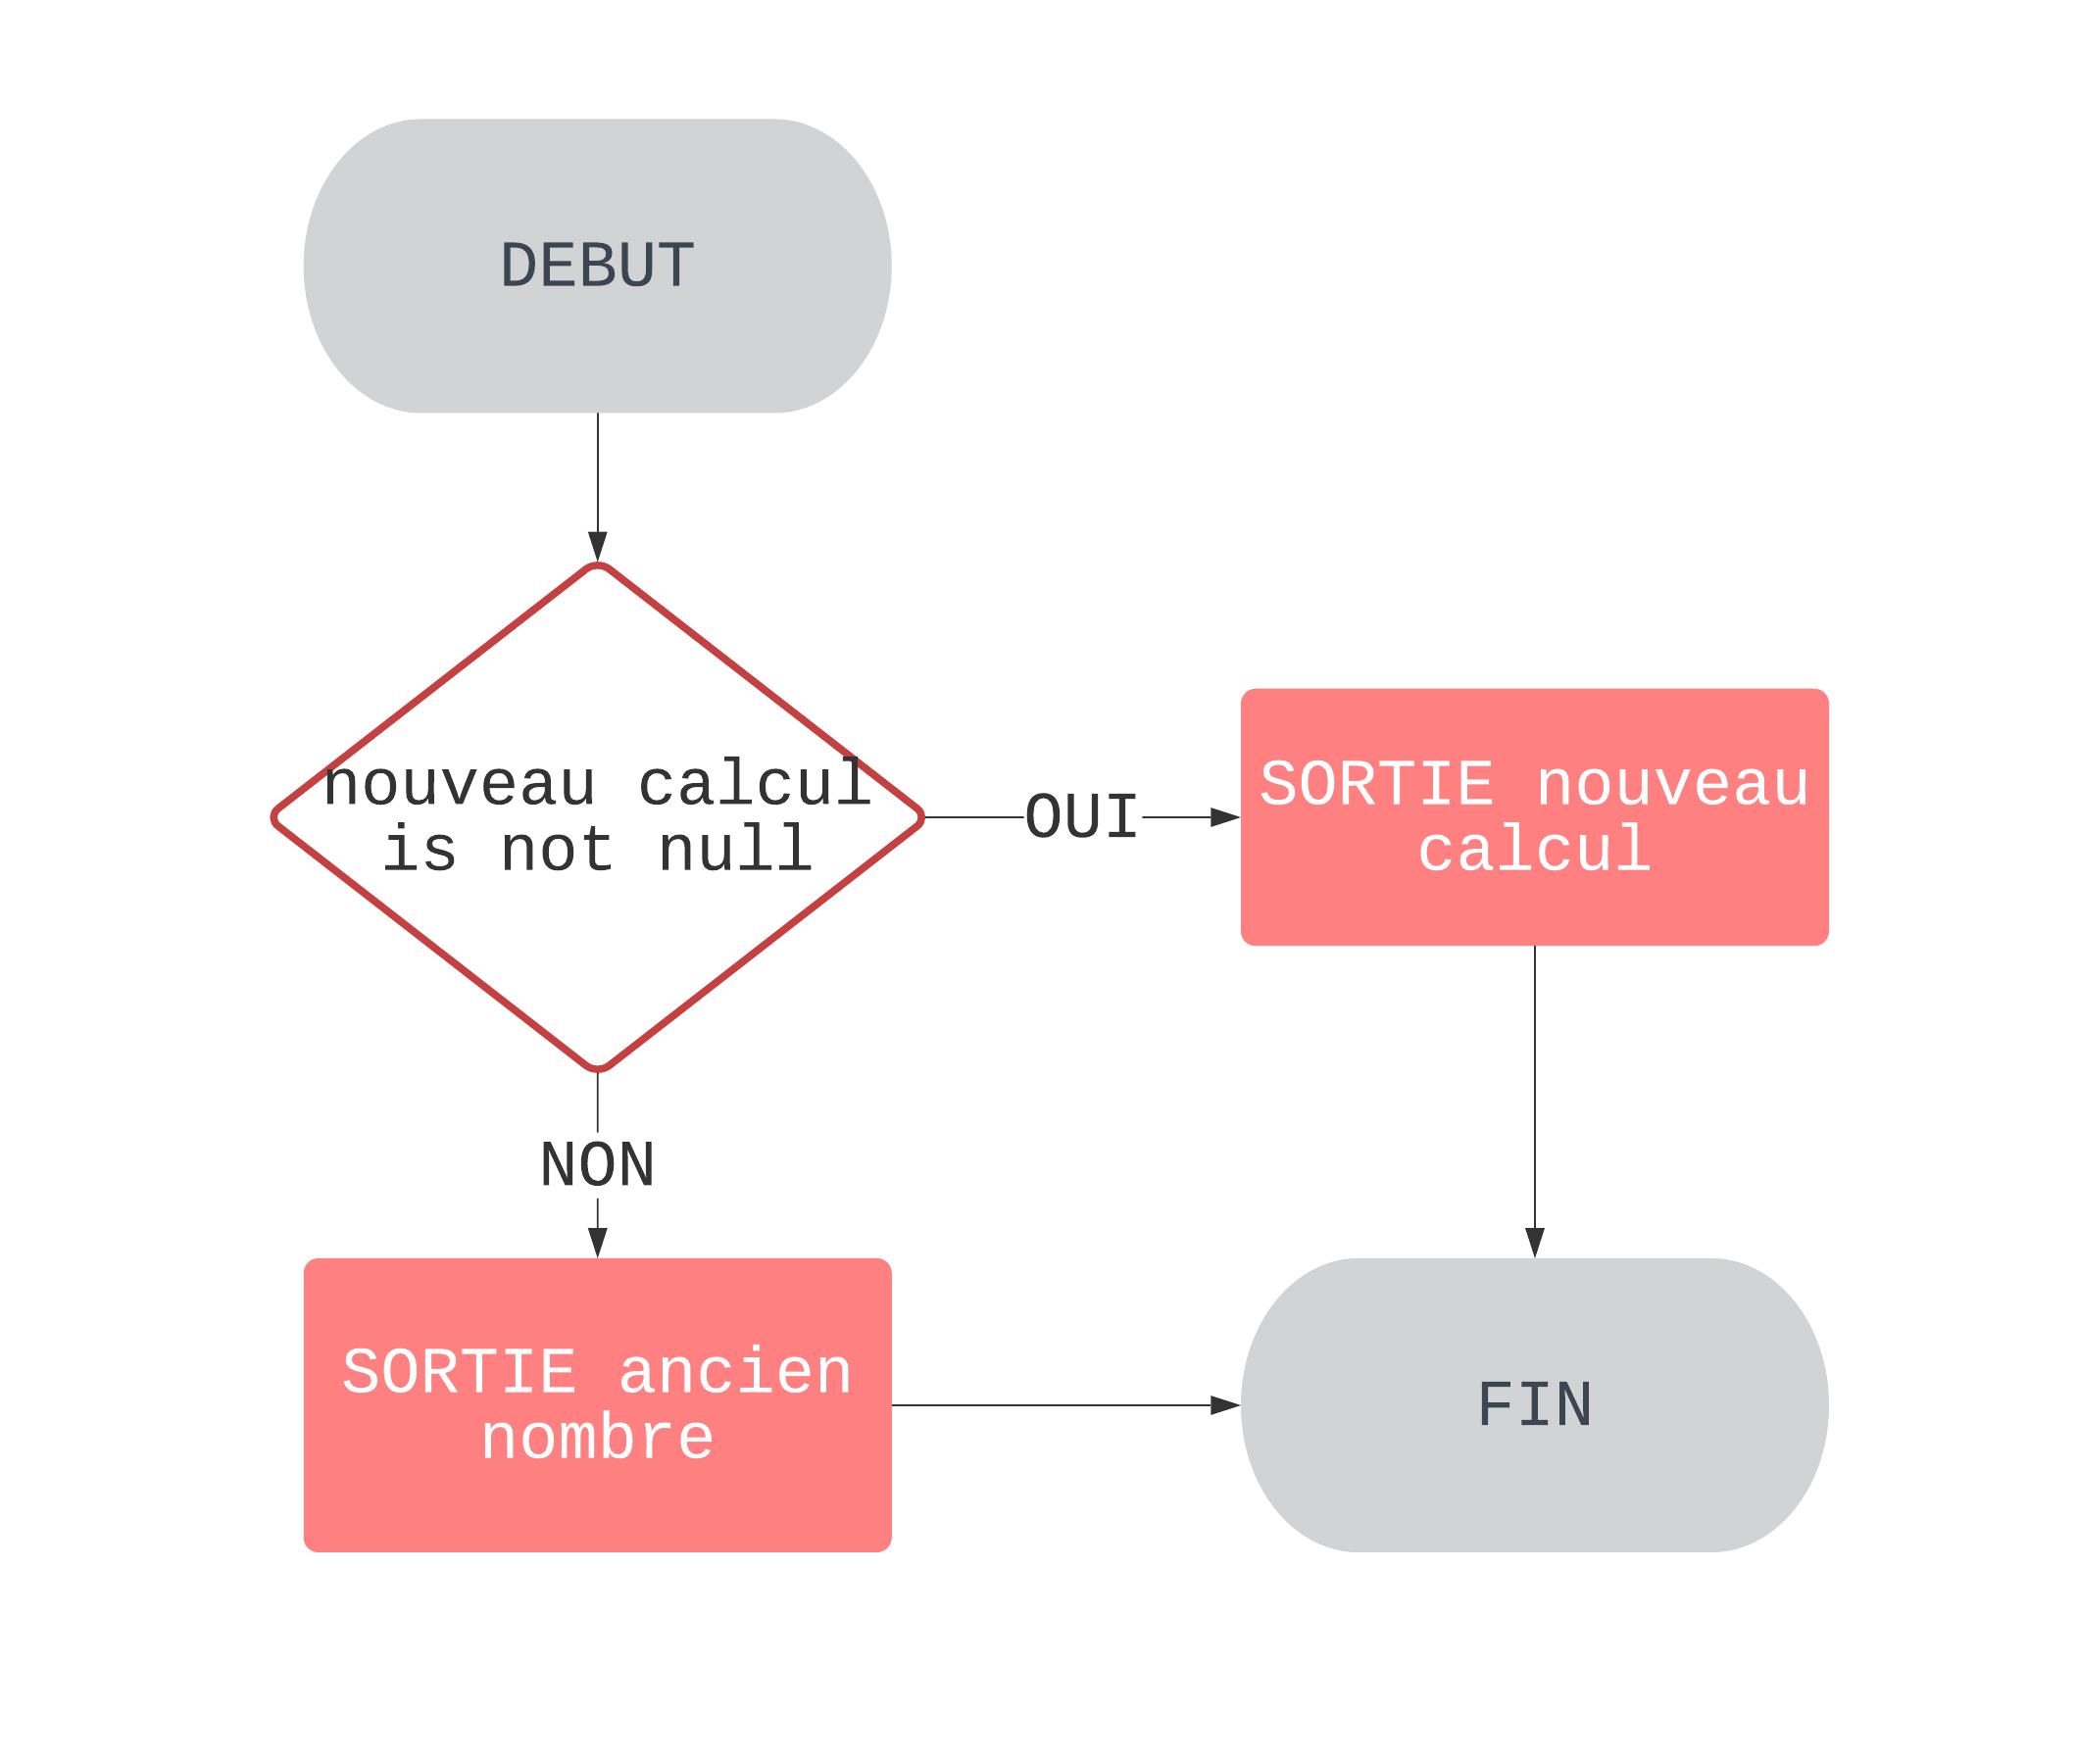 DEBUT
nouveau calcul
is not null
OUI
SORTIE nouveau
calcul
NON
SORTIE ancien
nombre
FIN